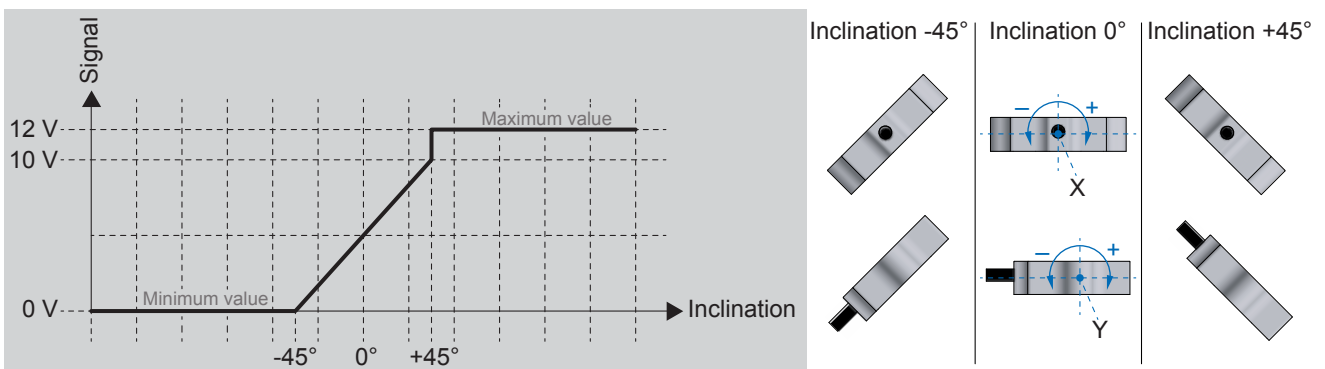 Signal
12 V
10 V
0 V
Maximum value
Minimum value
Inclination
-45° 0° +45°
Inclination -45° Inclination 0° Inclination +45°
– +
X
– +
Y